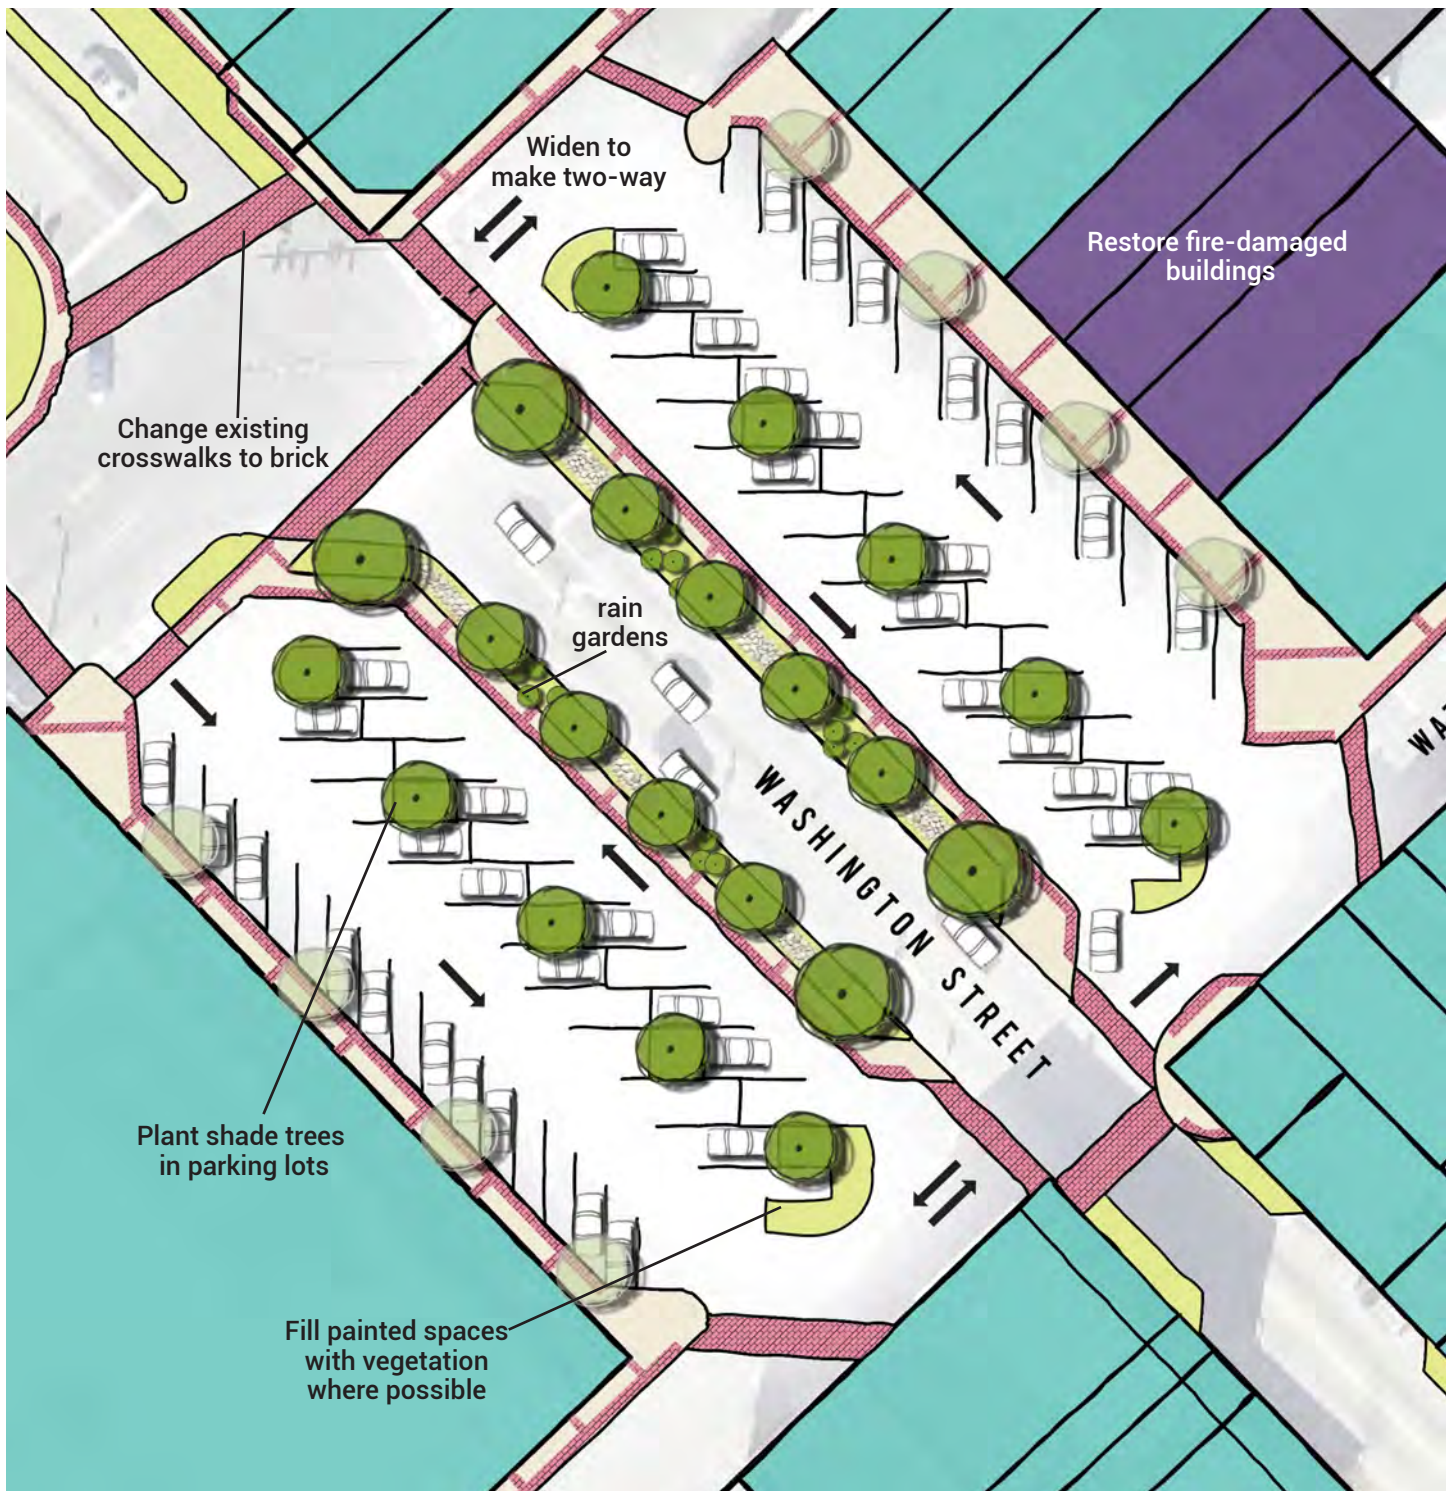 Widen to
make two-way
Restore fire-damaged
buildings
Change existing
crosswalks to brick
rain
gardens
WASHINGTON STREET
WA
Plant shade trees
in parking lots
Fill painted spaces
with vegetation
where possible